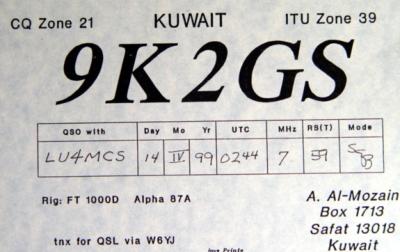 CQ Zone 21 KUWAIT ITU Zone 39
9K2GS
QSO with Day Mo Yr UTC MHz RS(T) Mode
LU4MCS 14 IV 99 0244 7 59 SSB
Rig: FT 1000D Alpha 87A
A. Al-Mozain
Box 1713
Safat 13018
Kuwait
tnx for QSL via W6YJ